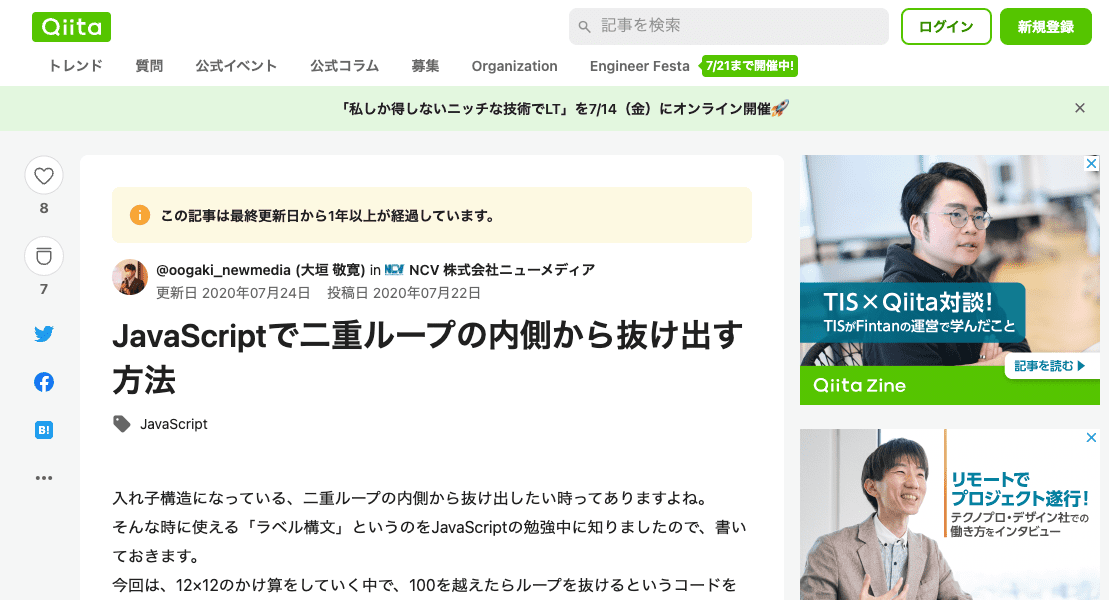 Qiita
記事を検索
ログイン
新規登録
トレンド 質問 公式イベント 公式コラム 募集 Organization Engineer Festa 7/21まで開催中!
「私しか得しないニッチな技術でLT」を7/14（金）にオンライン開催🚀
8
7
B!
この記事は最終更新日から1年以上が経過しています。
@oogaki_newmedia (大垣 敬寛) in NCV NCV 株式会社ニューメディア
更新日 2020年07月24日 投稿日 2020年07月22日
JavaScriptで二重ループの内側から抜け出す
方法
JavaScript
入れ子構造になっている、二重ループの内側から抜け出したい時ってありますよね。
そんな時に使える「ラベル構文」というのをJavaScriptの勉強中に知りましたので、書い
ておきます。
今回は、12×12のかけ算をしていく中で、100を越えたらループを抜けるというコードを
TIS×Qiita対談!
TISがFintanの運営で学んだこと
記事を読む
Qiita Zine
リモートで
プロジェクト遂行!
テクノプロ・デザイン社での
働き方をインタビュー